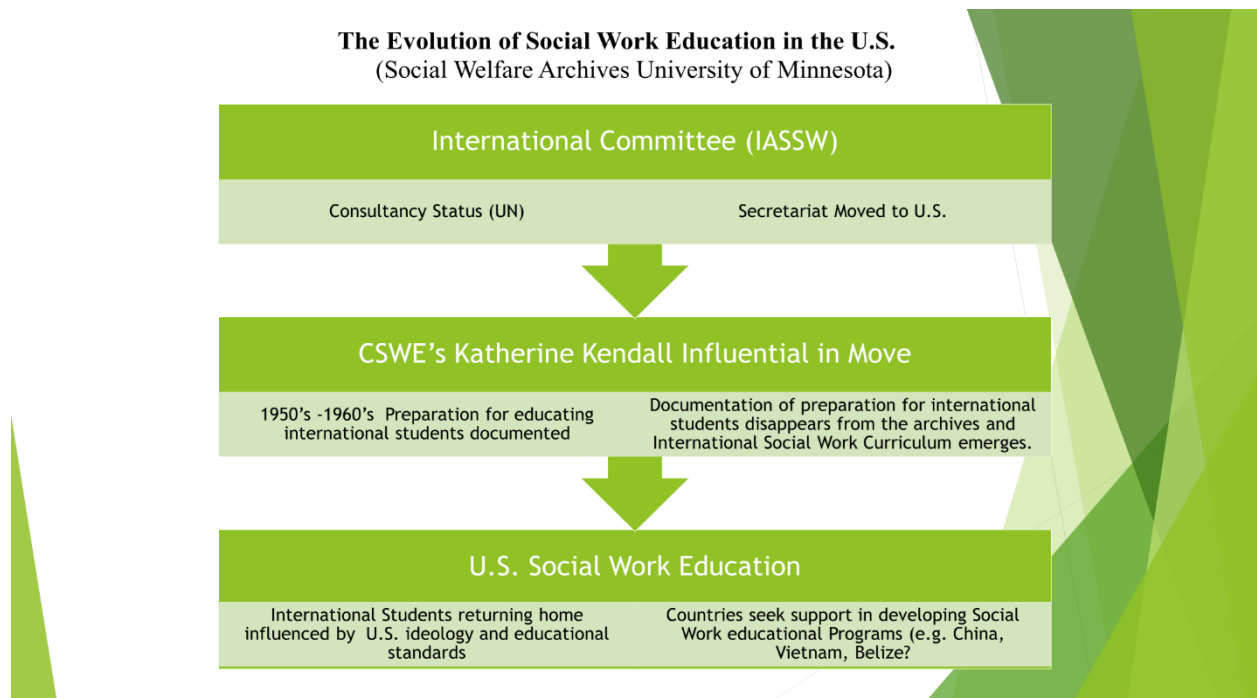 The Evolution of Social Work Education in the U.S.
(Social Welfare Archives University of Minnesota)
International Committee (IASSW)
Consultancy Status (UN)
Secretariat Moved to U.S.
CSWE's Katherine Kendall Influential in Move
1950's -1960's  Preparation for educating
international students documented
Documentation of preparation for international
students disappears from the archives and
International Social Work Curriculum emerges.
U.S. Social Work Education
International Students returning home
influenced by  U.S. ideology and educational
standards
Countries seek support in developing Social
Work educational Programs (e.g. China,
Vietnam, Belize?